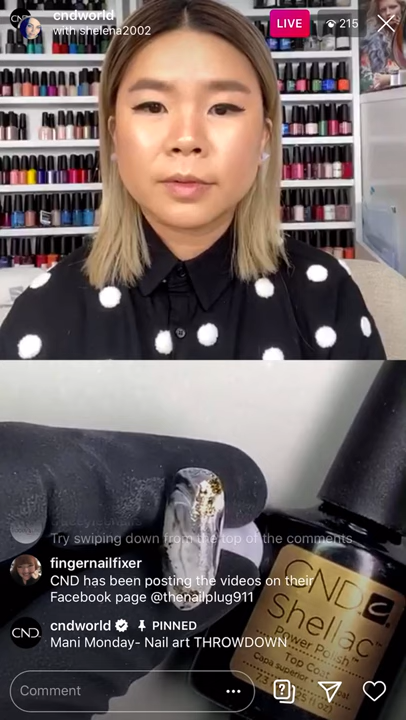 cndworld
LIVE
215
with shelena2002
Try swiping down from the top of the comments
fingernailfixer
CND has been posting the videos on their
Facebook page @thenailplug911
CND
cndworld PINNED
Mani Monday- Nail art THROWDOWN
CND
Shellac
Power Polish
Top Coat
Comment